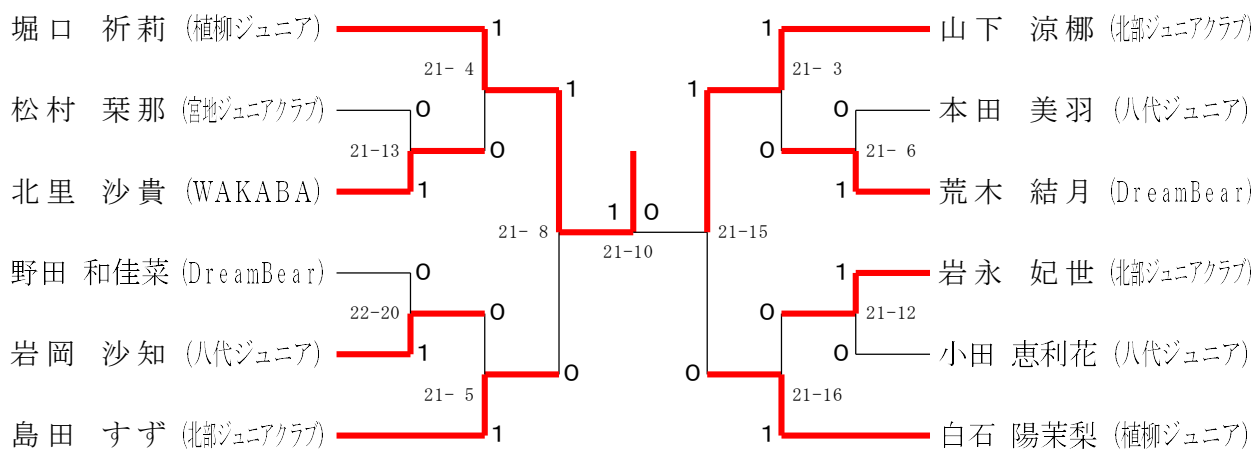 堀口 祈莉 (植柳ジュニア) 1 1 山下 涼梛 (北部ジュニアクラブ)
21- 4 21- 3
1 1
松村 栞那 (宮地ジュニアクラブ) 0 0 本田 美羽 (八代ジュニア)
21-13 0 0 21- 6
北里 沙貴 (WAKABA) 1 1 荒木 結月 (DreamBear)
1 0
21- 8 21-10 21-15
野田 和佳菜 (DreamBear) 0 1 岩永 妃世 (北部ジュニアクラブ)
22-20 0 0 21-12
岩岡 沙知 (八代ジュニア) 1 0 小田 恵利花 (八代ジュニア)
0 0
21- 5 21-16
島田 すず (北部ジュニアクラブ) 1 1 白石 陽茉梨 (植柳ジュニア)